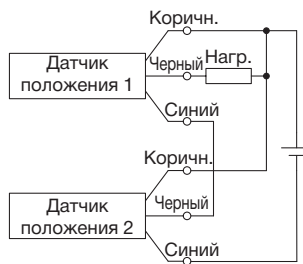 Коричн.
Датчик
положения 1
Черный
Нагр.
Синий
Коричн.
Датчик
положения 2
Черный
Синий